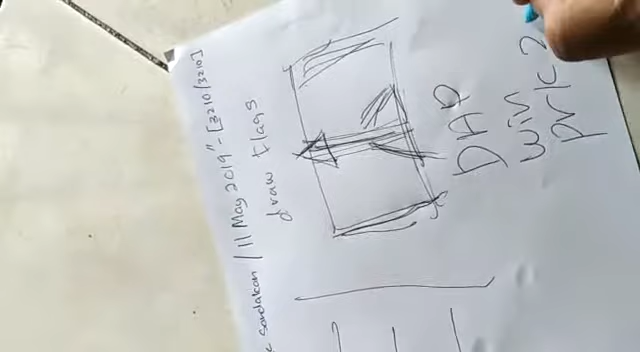 sandakan / 11 May 2019" - [3210/3210]
draw flags
DAP
win
prk?